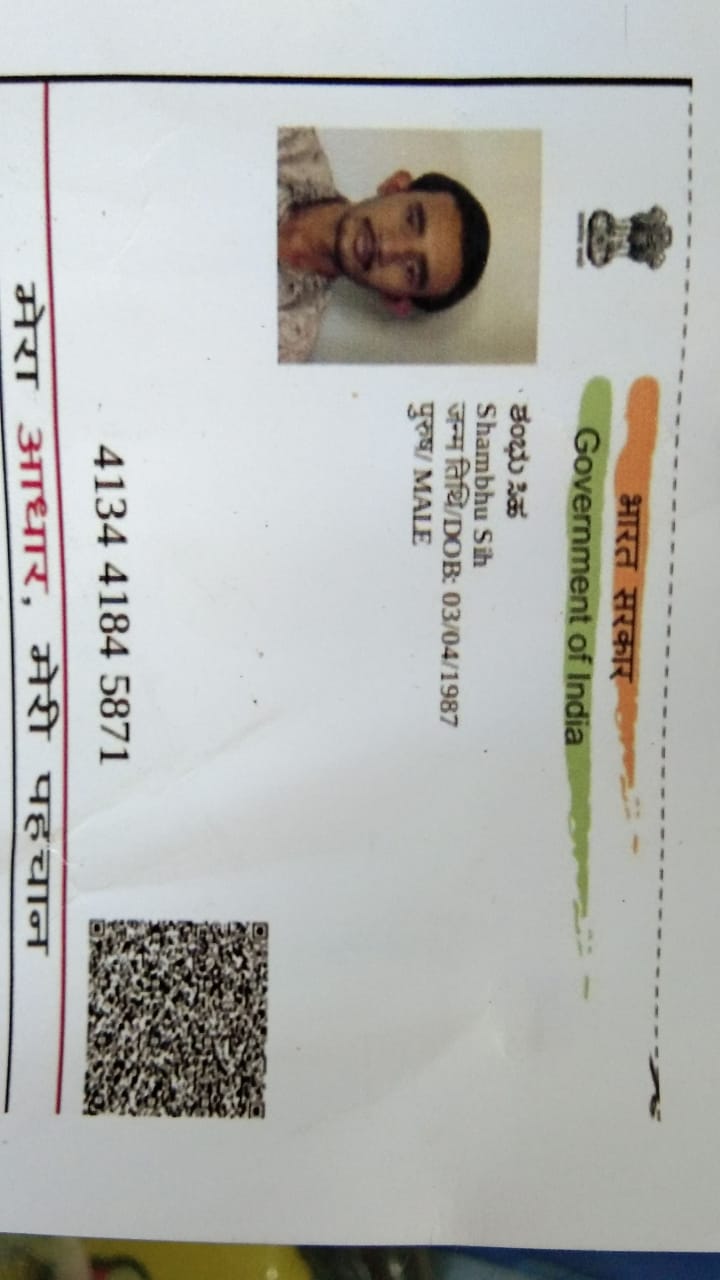 भारत सरकार
Government of India
ಶಂಭು ಸಿಹ
Shambhu Sih
जन्म तिथि/DOB: 03/04/1987
पुरुष/ MALE
4134 4184 5871
मेरा आधार, मेरी पहचान